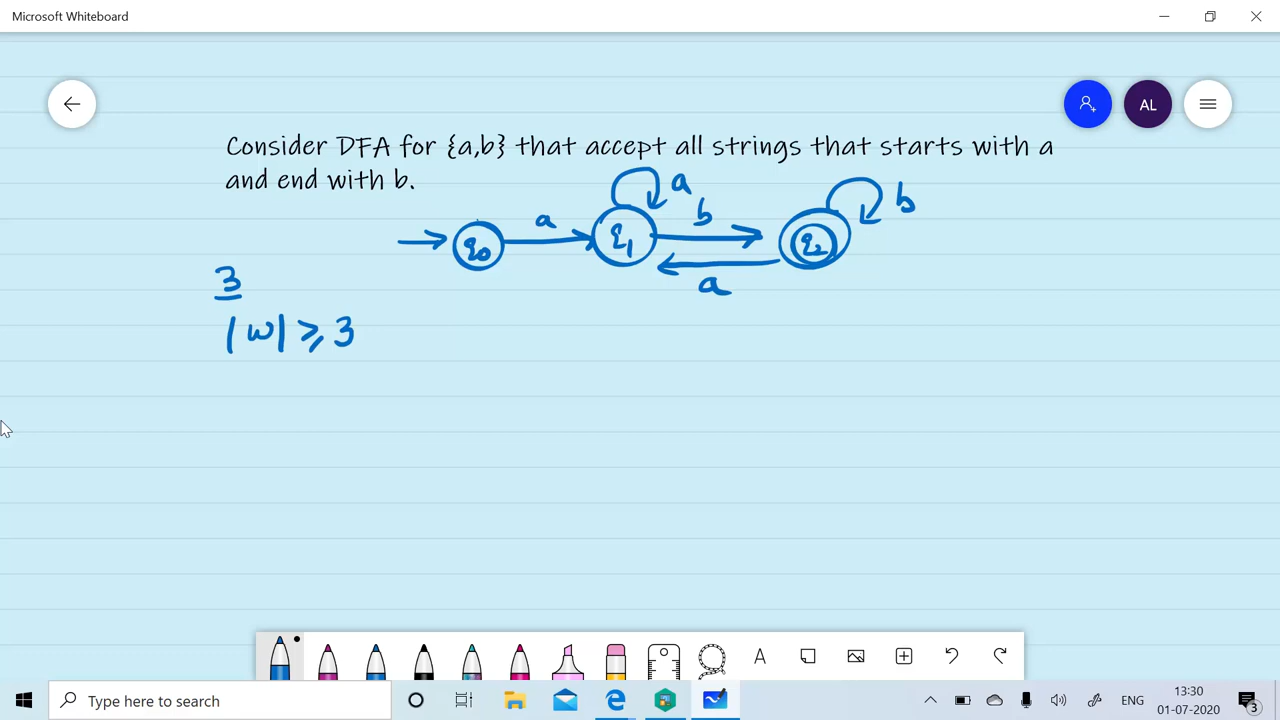 Microsoft Whiteboard
AL
Consider DFA for {a,b} that accept all strings that starts with a
and end with b.
a
a
b
b
q0
q1
q2
a
3
|w| ≥ 3
A
Type here to search
ENG
13:30
01-07-2020
3